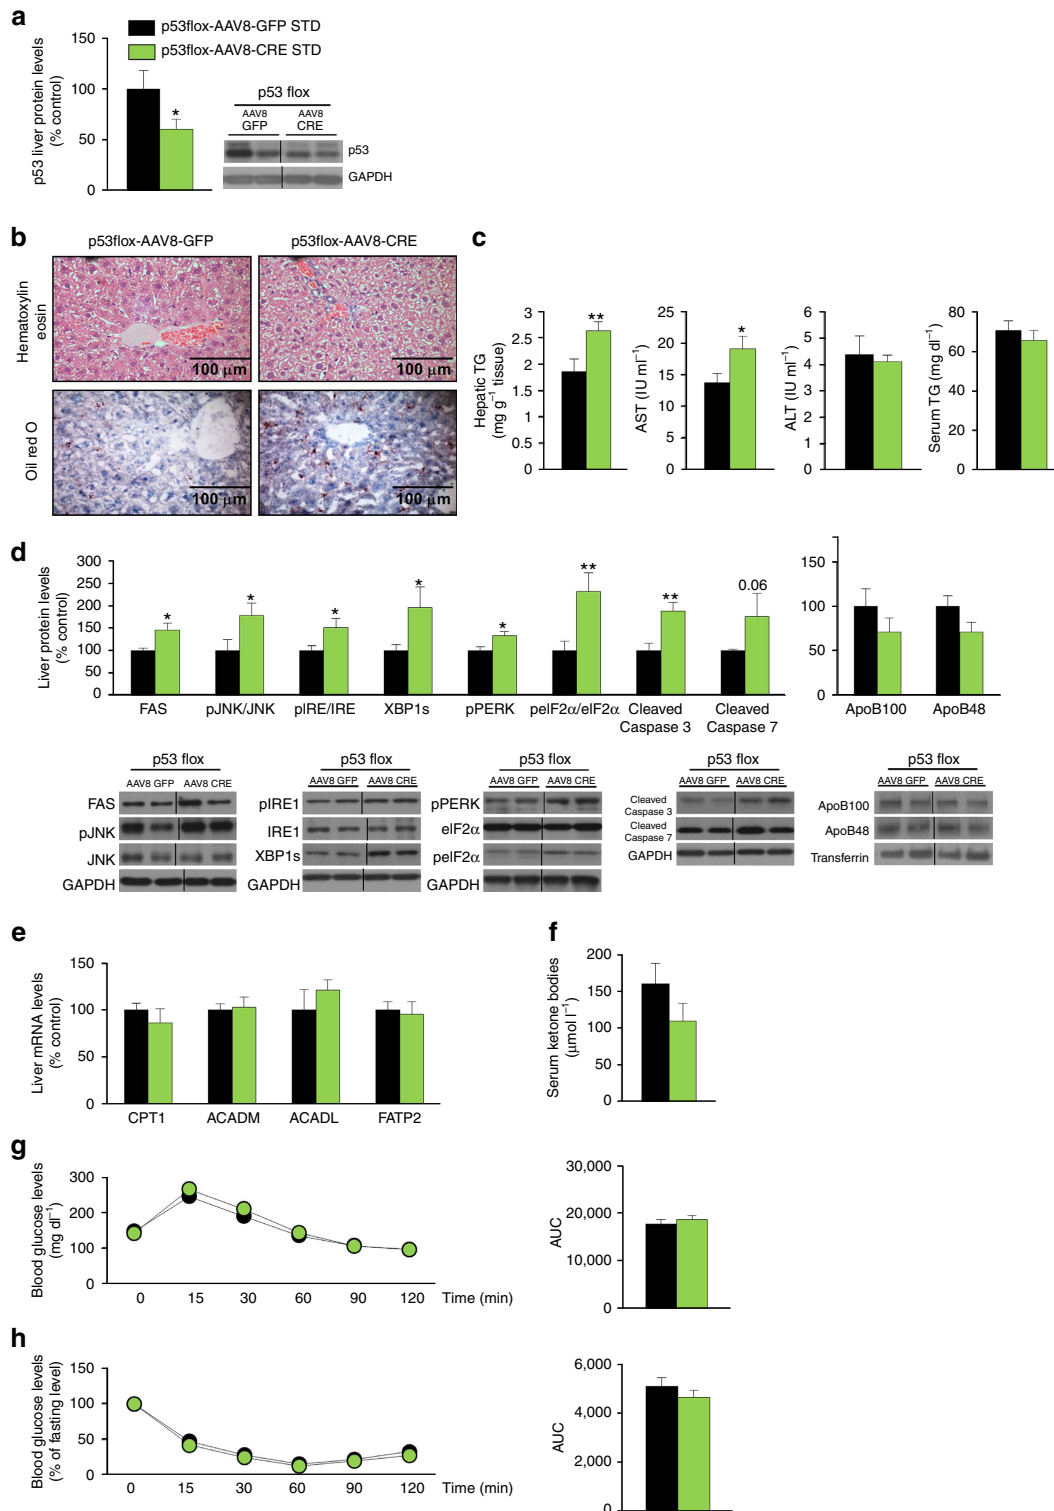 a
p53flox-AAV8-GFP STD
p53flox-AAV8-CRE STD
p53 liver protein levels
(% control)
150
100
50
0
*
p53 flox
AAV8 AAV8
GFP CRE
p53
GAPDH
b
p53flox-AAV8-GFP p53flox-AAV8-CRE
Hematoxylin
eosin
100 µm 100 µm
Oil red O
100 µm 100 µm
c
Hepatic TG
(mg g⁻¹ tissue)
3
2.5
2
1.5
1
0.5
0
**
AST (IU ml⁻¹)
25
20
15
10
5
0
*
ALT (IU ml⁻¹)
6
5
4
3
2
1
0
Serum TG (mg dl⁻¹)
80
60
40
20
0
d
Liver protein levels
(% control)
300
250
200
150
100
50
0
* * * * * ** ** 0.06
FAS pJNK/JNK pIRE/IRE XBP1s pPERK peIF2α/eIF2α Cleaved Caspase 3 Cleaved Caspase 7
150
100
50
0
ApoB100 ApoB48
p53 flox
AAV8 GFP AAV8 CRE
FAS
pJNK
JNK
GAPDH
p53 flox
AAV8 GFP AAV8 CRE
pIRE1
IRE1
XBP1s
GAPDH
p53 flox
AAV8 GFP AAV8 CRE
pPERK
eIF2α
peIF2α
GAPDH
p53 flox
AAV8 GFP AAV8 CRE
Cleaved
Caspase 3
Cleaved
Caspase 7
GAPDH
p53 flox
AAV8 GFP AAV8 CRE
ApoB100
ApoB48
Transferrin
e
Liver mRNA levels
(% control)
150
100
50
0
CPT1 ACADM ACADL FATP2
f
Serum ketone bodies
(µmol l⁻¹)
200
150
100
50
0
g
Blood glucose levels
(mg dl⁻¹)
300
200
100
0
0 15 30 60 90 120 Time (min)
AUC
30,000
20,000
10,000
0
h
Blood glucose levels
(% of fasting level)
150
100
50
0
0 15 30 60 90 120 Time (min)
AUC
6,000
4,000
2,000
0